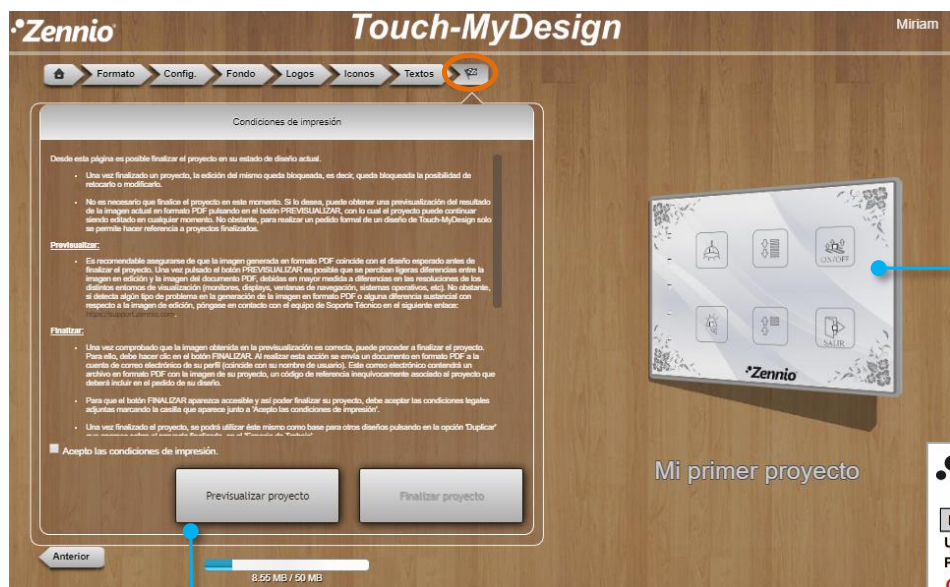 Zennio
Touch-MyDesign
Miriam
Formato
Config.
Fondo
Logos
Iconos
Textos
Condiciones de impresión
Desde esta página es posible finalizar el proyecto en su estado de diseño actual.
Una vez finalizado un proyecto, la edición del mismo queda bloqueada, es decir, queda bloqueada la posibilidad de
retocarlo o modificarlo.
No es necesario que finalice el proyecto en este momento. Si lo desea, puede obtener una previsualización del resultado
de la imagen actual en formato PDF pulsando en el botón PREVISUALIZAR, con lo cual el proyecto puede continuar
siendo editado en cualquier momento. No obstante, para realizar un pedido formal de un diseño de Touch-MyDesign solo
se permite hacer referencia a proyectos finalizados.
Previsualizar:
Es recomendable asegurarse de que la imagen generada en formato PDF coincide con el diseño esperado antes de
finalizar el proyecto. Una vez pulsado el botón PREVISUALIZAR es posible que se perciban ligeras diferencias entre la
imagen en edición y la imagen del documento PDF, debidas en mayor medida a diferencias en las resoluciones de los
distintos entornos de visualización (monitores, displays, ventanas de navegación, sistemas operativos, etc). No obstante,
si detecta algún tipo de problema en la generación de la imagen en formato PDF o alguna diferencia sustancial con
respecto a la imagen de edición, póngase en contacto con el equipo de Soporte Técnico en el siguiente enlace:
https://support.zennio.com.
Finalizar:
Una vez comprobado que la imagen obtenida en la previsualización es correcta, puede proceder a finalizar el proyecto.
Para ello, debe hacer clic en el botón FINALIZAR. Al realizar esta acción se envía un documento en formato PDF a la
cuenta de correo electrónico de su perfil (coincide con su nombre de usuario). Este correo electrónico contendrá un
archivo en formato PDF con la imagen de su proyecto, un código de referencia inequívocamente asociado al proyecto que
deberá incluir en el pedido de su diseño.
Para que el botón FINALIZAR aparezca accesible y así poder finalizar su proyecto, debe aceptar las condiciones legales
adjuntas marcando la casilla que aparece junto a 'Acepto las condiciones de impresión'.
Una vez finalizado el proyecto, se podrá utilizar éste mismo como base para otros diseños pulsando en la opción 'Duplicar'
Acepto las condiciones de impresión.
Previsualizar proyecto
Finalizar proyecto
Anterior
8.55 MB / 50 MB
ON/OFF
SALIR
Zennio
Mi primer proyecto